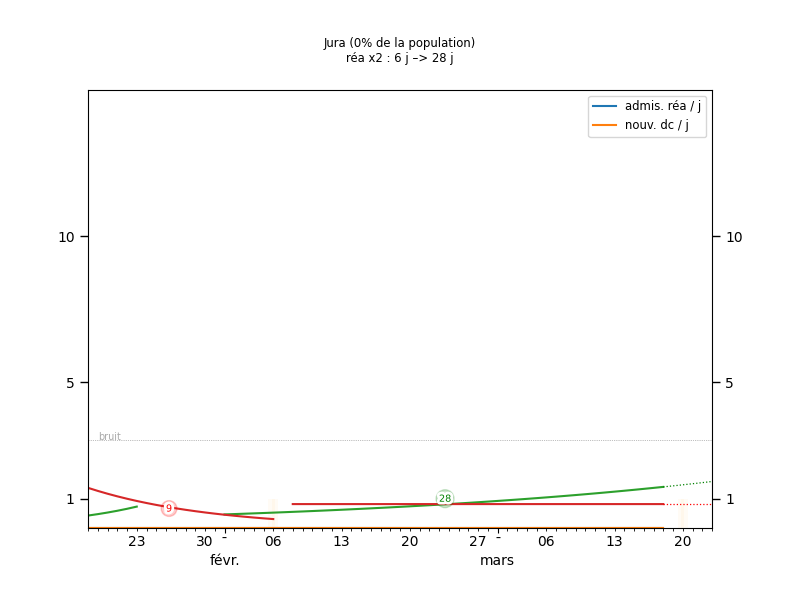 Jura (0% de la population)
réa x2 : 6 j –> 28 j
admis. réa / j
nouv. dc / j
10
10
5
5
bruit
1
1
28
9
23
30
06
13
20
27
06
13
20
févr.
mars